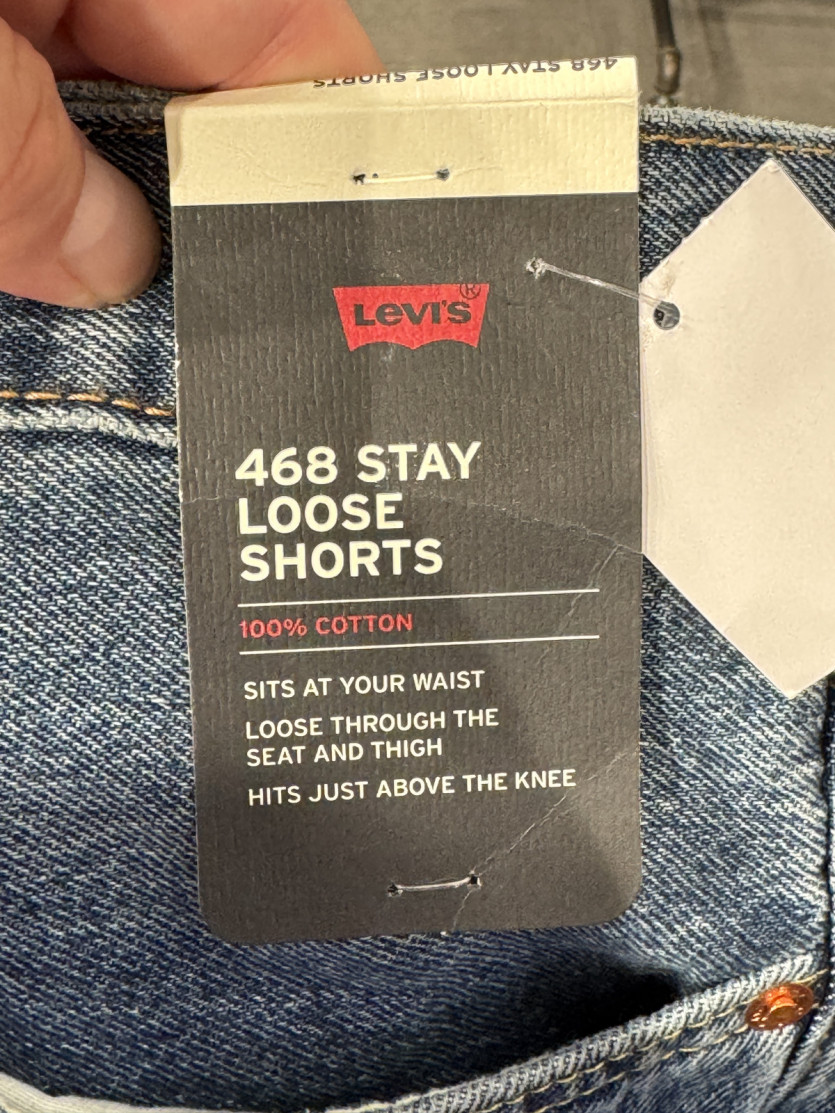 468 STAY LOOSE SHORTS
LEVI'S®
468 STAY
LOOSE
SHORTS
100% COTTON
SITS AT YOUR WAIST
LOOSE THROUGH THE
SEAT AND THIGH
HITS JUST ABOVE THE KNEE